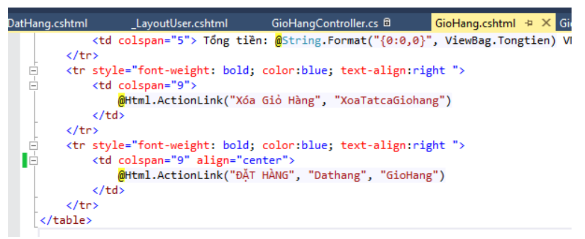 DatHang.cshtml _LayoutUser.cshtml GioHangController.cs GioHang.cshtml
<td colspan="5"> Tổng tiền: @String.Format("{0:0,0}", ViewBag.Tongtien)
</tr>
<tr style="font-weight: bold; color:blue; text-align:right ">
<td colspan="9">
@Html.ActionLink("Xóa Giỏ Hàng", "XoaTatcaGiohang")
</td>
</tr>
<tr style="font-weight: bold; color:blue; text-align:right ">
<td colspan="9" align="center">
@Html.ActionLink("ĐẶT HÀNG", "Dathang", "GioHang")
</td>
</tr>
</table>